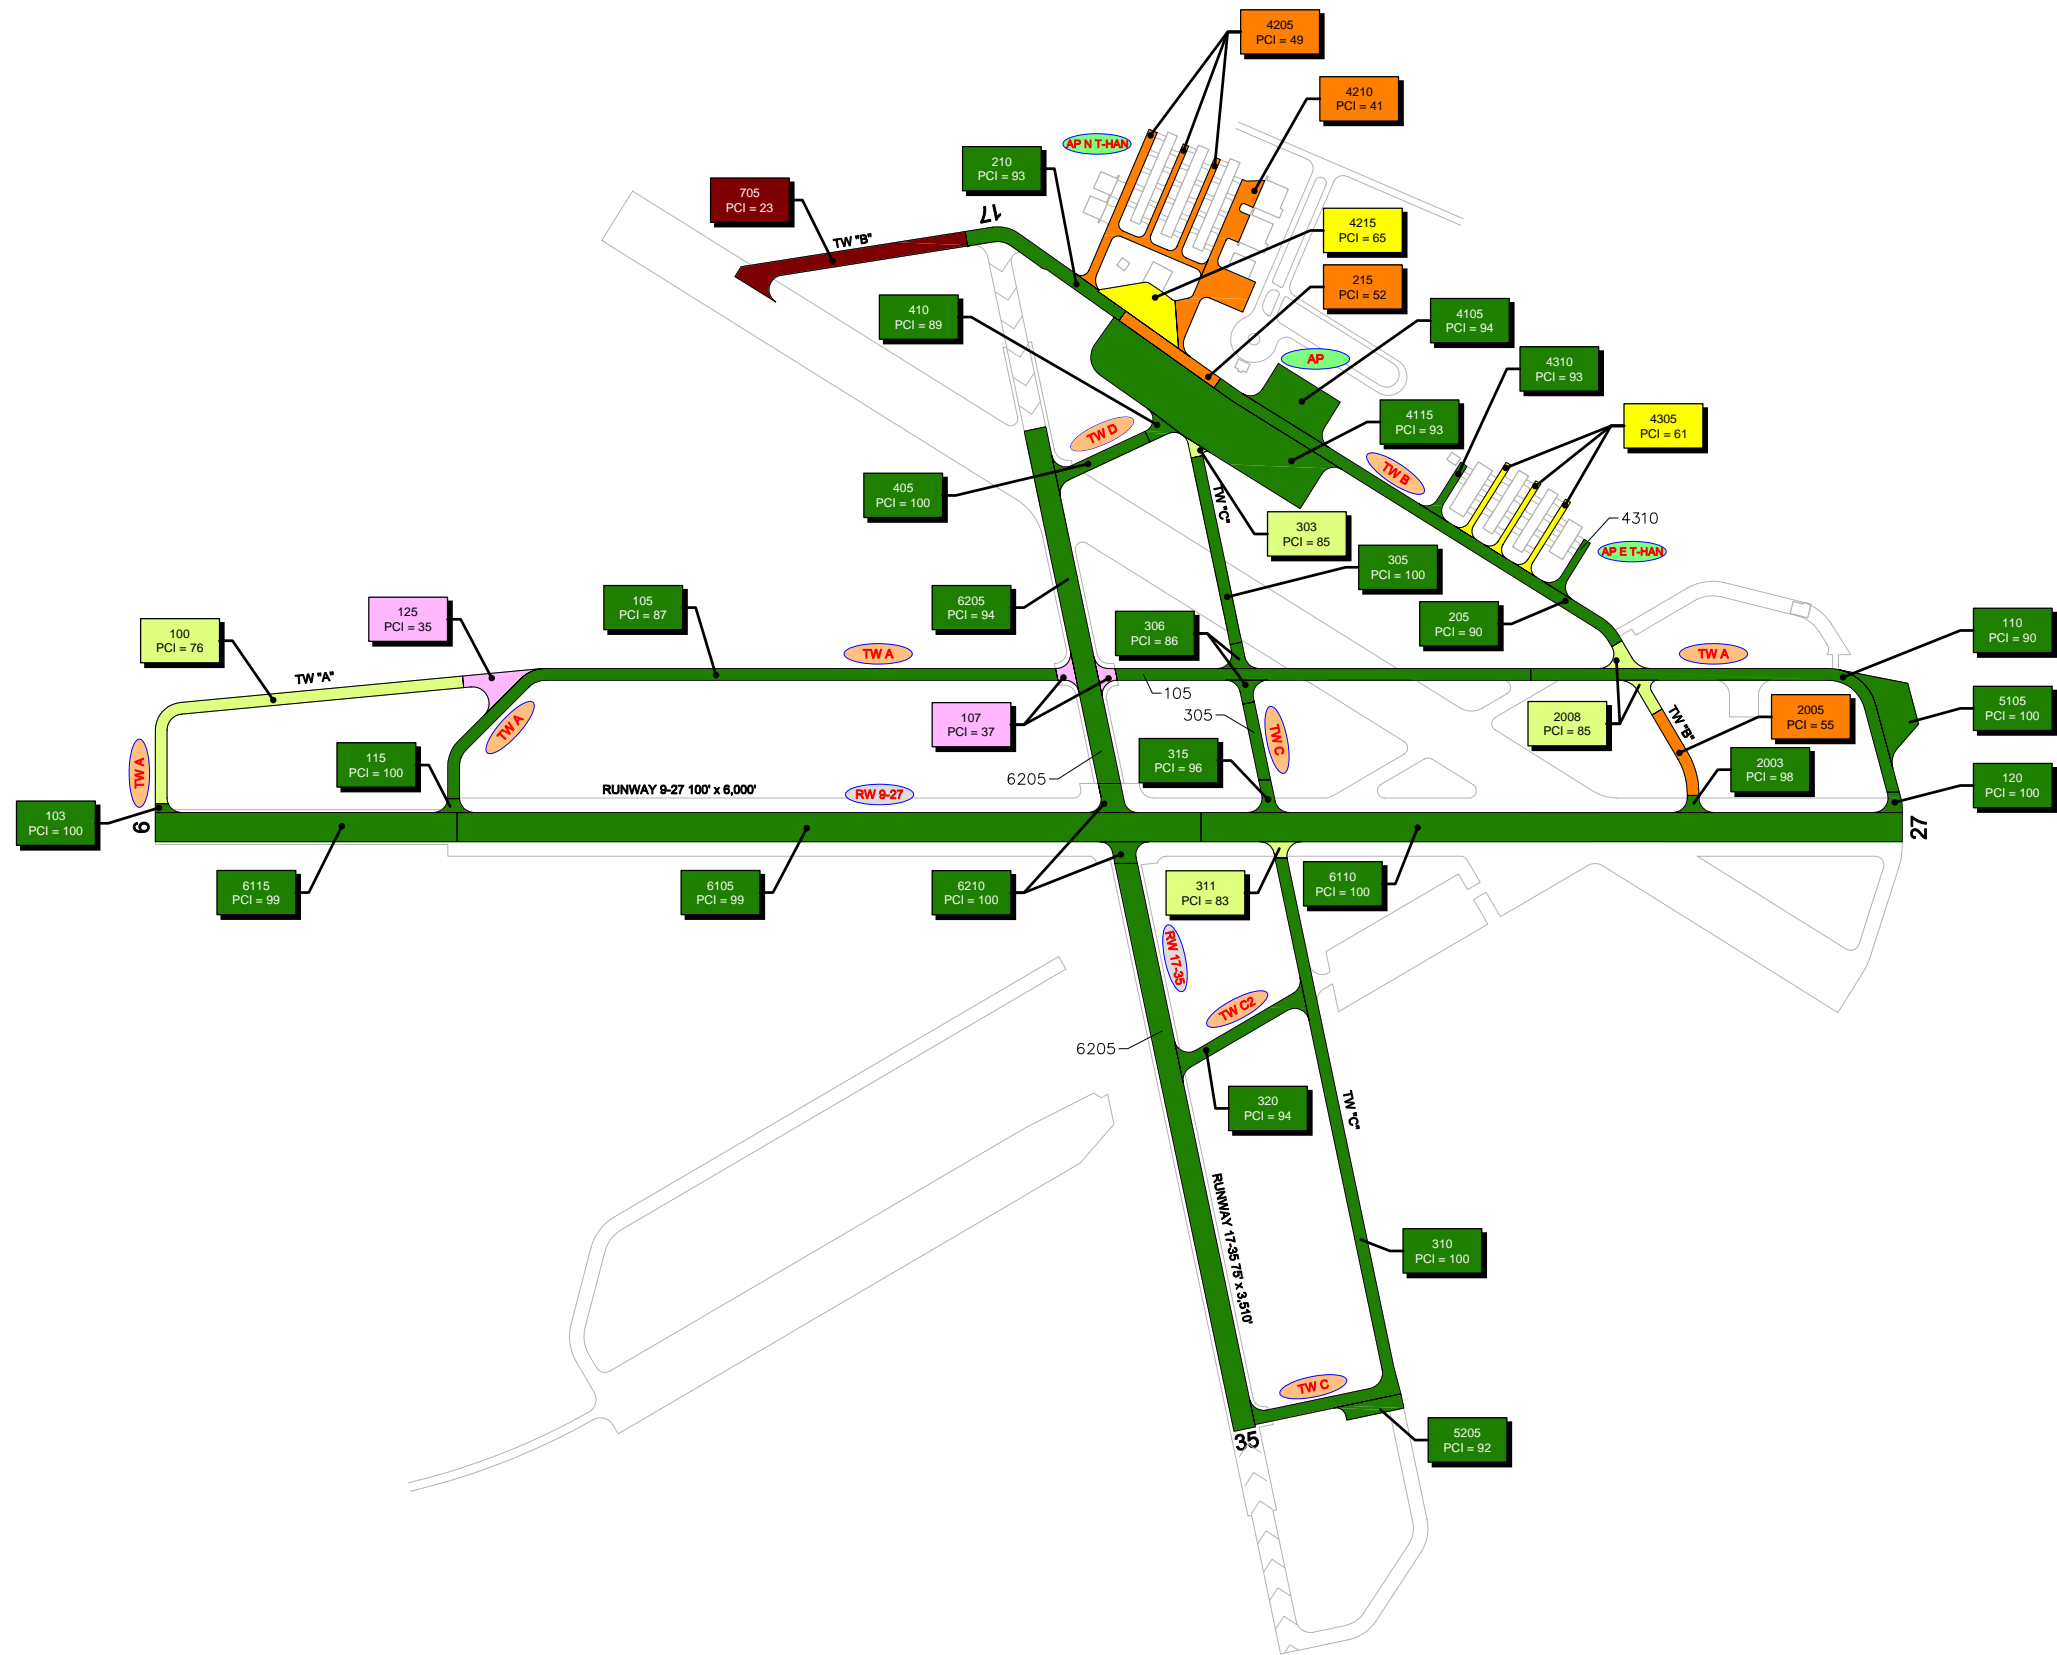 4205
PCI = 49
4210
PCI = 41
AP N T-HAN
210
PCI = 93
705
PCI = 23
17
TW "B"
4215
PCI = 65
215
PCI = 52
410
PCI = 89
4105
PCI = 94
AP
4310
PCI = 93
4115
PCI = 93
4305
PCI = 61
TW D
TW B
405
PCI = 100
TW "C"
303
PCI = 85
4310
AP E T-HAN
305
PCI = 100
105
PCI = 87
6205
PCI = 94
125
PCI = 35
306
PCI = 86
205
PCI = 90
110
PCI = 90
100
PCI = 76
TW A
TW A
TW "A"
105
107
PCI = 37
305
2008
PCI = 85
TW "B"
2005
PCI = 55
5105
PCI = 100
TW A
TW A
TW C
115
PCI = 100
315
PCI = 96
2003
PCI = 98
6205
120
PCI = 100
RUNWAY 9-27 100' x 6,000'
RW 9-27
103
PCI = 100
9
27
6115
PCI = 99
6105
PCI = 99
6210
PCI = 100
311
PCI = 83
6110
PCI = 100
RW 17-35
TW C2
6205
320
PCI = 94
TW "C"
RUNWAY 17-35 75' x 3,510'
310
PCI = 100
TW C
35
5205
PCI = 92